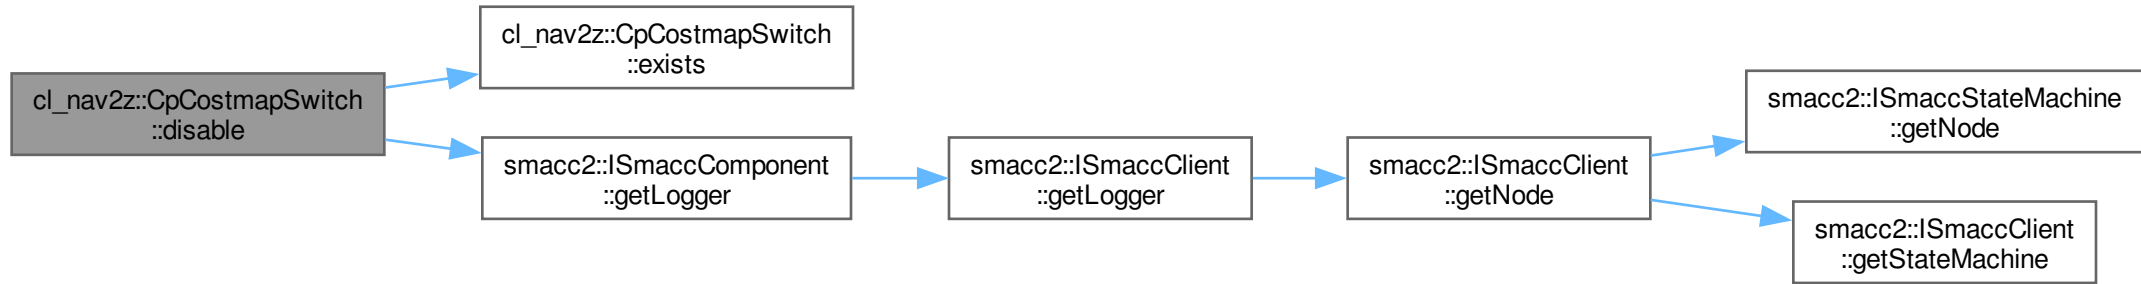 cl_nav2z::CpCostmapSwitch
::disable
cl_nav2z::CpCostmapSwitch
::exists
smacc2::ISmaccComponent
::getLogger
smacc2::ISmaccClient
::getLogger
smacc2::ISmaccClient
::getNode
smacc2::ISmaccStateMachine
::getNode
smacc2::ISmaccClient
::getStateMachine